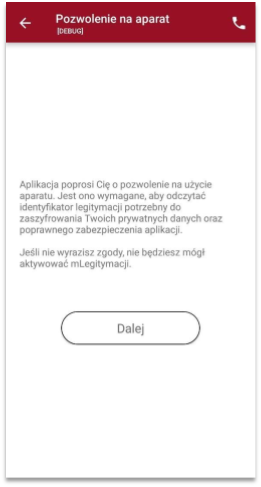 Pozwolenie na aparat
[DEBUG]
Aplikacja poprosi Cię o pozwolenie na użycie
aparatu. Jest ono wymagane, aby odczytać
identyfikator legitymacji potrzebny do
zaszyfrowania Twoich prywatnych danych oraz
poprawnego zabezpieczenia aplikacji.
Jeśli nie wyrazisz zgody, nie będziesz mógł
aktywować mLegitymacji.
Dalej